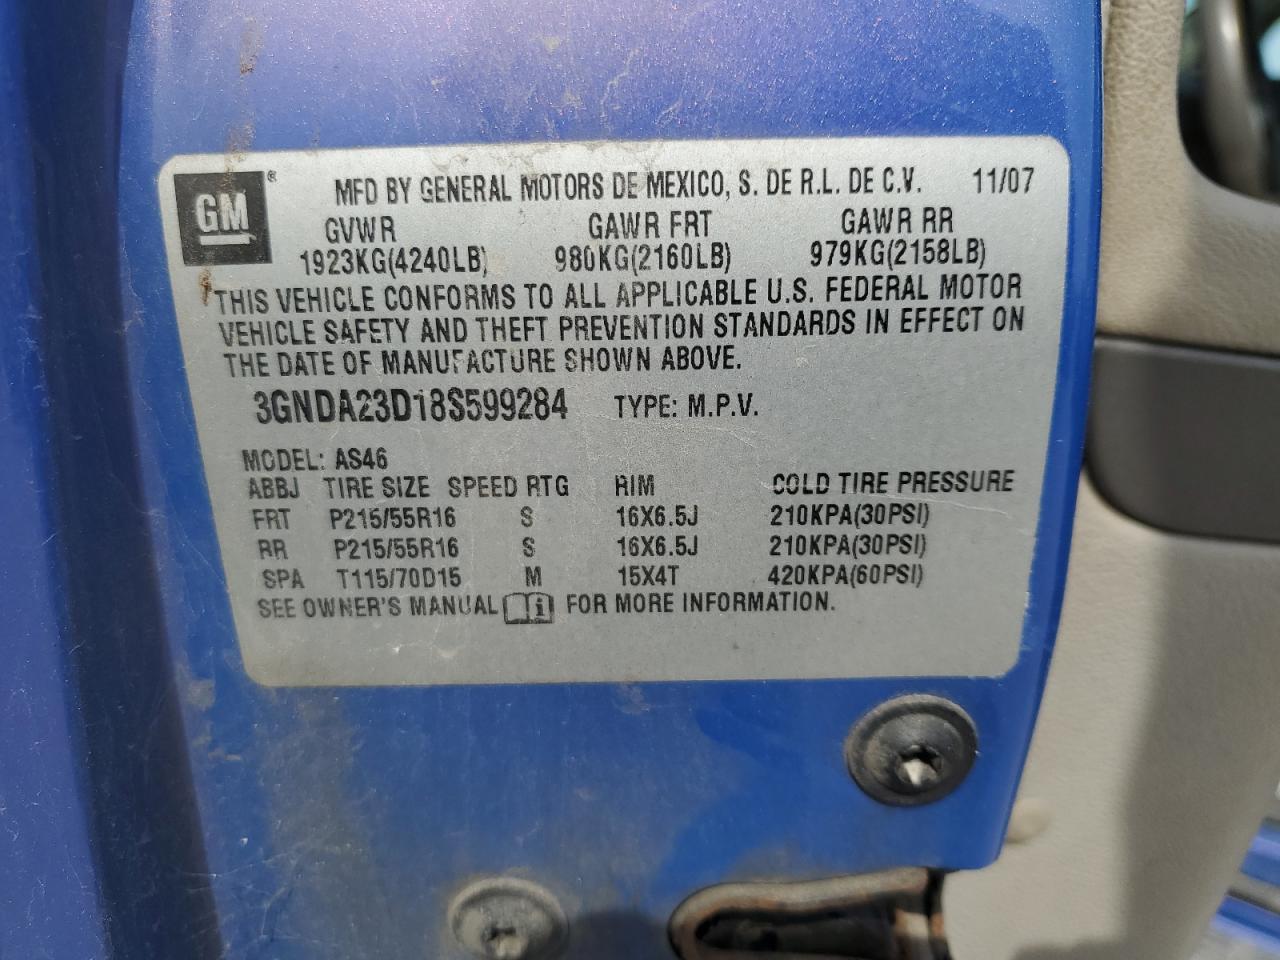 GM ® MFD BY GENERAL MOTORS DE MEXICO, S. DE R.L. DE C.V. 11/07
GVWR GAWR FRT GAWR RR
1923KG(4240LB) 980KG(2160LB) 979KG(2158LB)
THIS VEHICLE CONFORMS TO ALL APPLICABLE U.S. FEDERAL MOTOR
VEHICLE SAFETY AND THEFT PREVENTION STANDARDS IN EFFECT ON
THE DATE OF MANUFACTURE SHOWN ABOVE.
3GNDA23D18S599284 TYPE: M.P.V.
MODEL: AS46
ABBJ TIRE SIZE SPEED RTG RIM COLD TIRE PRESSURE
FRT P215/55R16 S 16X6.5J 210KPA(30PSI)
RR P215/55R16 S 16X6.5J 210KPA(30PSI)
SPA T115/70D15 M 15X4T 420KPA(60PSI)
SEE OWNER'S MANUAL i FOR MORE INFORMATION.